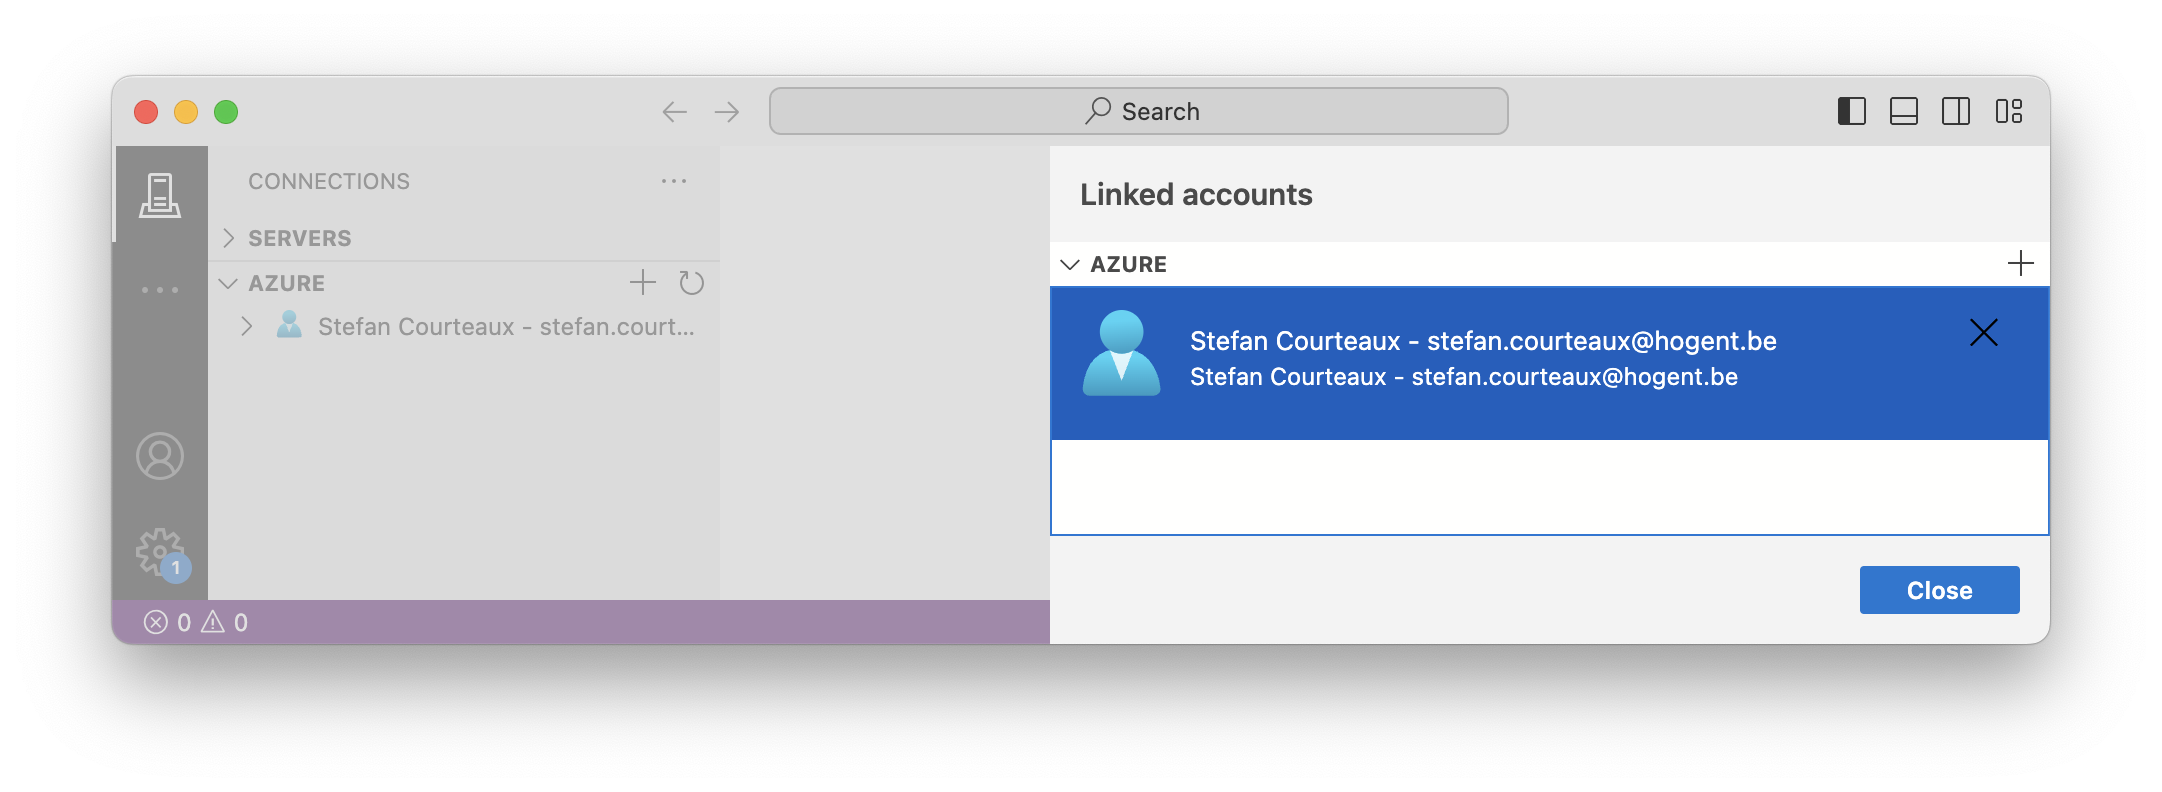 Search
CONNECTIONS
SERVERS
AZURE
Stefan Courteaux - stefan.court...
1
0 0
Linked accounts
AZURE
Stefan Courteaux - stefan.courteaux@hogent.be
Stefan Courteaux - stefan.courteaux@hogent.be
Close